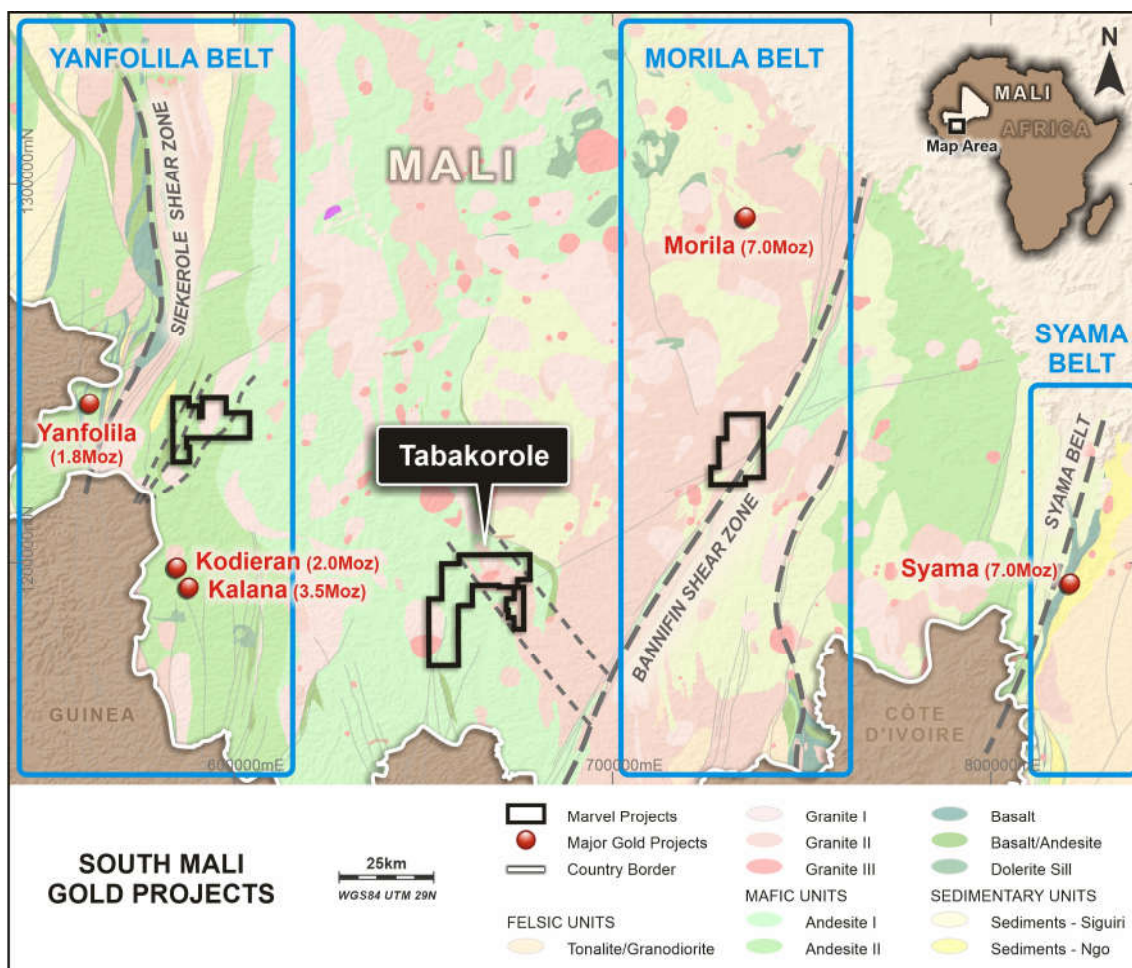 YANFOLILA BELT
MORILA BELT
N
MALI
AFRICA
Map Area
MALI
1300000mN
SIEKEROLE SHEAR ZONE
Morila (7.0Moz)
SYAMA
BELT
Yanfolila
(1.8Moz)
Tabakorole
SYAMA BELT
1200000mN
Kodieran (2.0Moz)
Kalana (3.5Moz)
BANNIFIN SHEAR ZONE
Syama (7.0Moz)
GUINEA
CÔTE
D'IVOIRE
600000mE
700000mE
800000mE
SOUTH MALI
GOLD PROJECTS
25km
WGS84 UTM 29N
Marvel Projects
Major Gold Projects
Country Border
FELSIC UNITS
Tonalite/Granodiorite
Granite I
Granite II
Granite III
MAFIC UNITS
Andesite I
Andesite II
Basalt
Basalt/Andesite
Dolerite Sill
SEDIMENTARY UNITS
Sediments - Siguiri
Sediments - Ngo